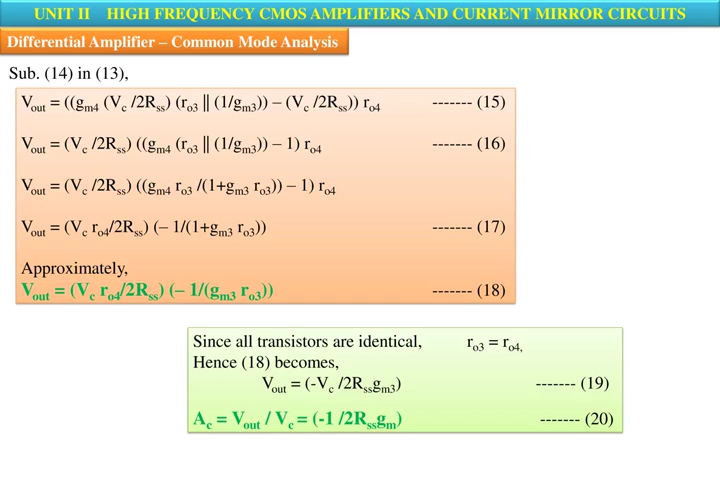 UNIT II HIGH FREQUENCY CMOS AMPLIFIERS AND CURRENT MIRROR CIRCUITS
Differential Amplifier – Common Mode Analysis
Sub. (14) in (13),
Vout = ((gm4 (Vc /2Rss) (ro3 || (1/gm3)) – (Vc /2Rss)) ro4 ------- (15)
Vout = (Vc /2Rss) ((gm4 (ro3 || (1/gm3)) – 1) ro4 ------- (16)
Vout = (Vc /2Rss) ((gm4 ro3 /(1+gm3 ro3)) – 1) ro4
Vout = (Vc ro4/2Rss) (– 1/(1+gm3 ro3)) ------- (17)
Approximately,
Vout = (Vc ro4/2Rss) (– 1/(gm3 ro3)) ------- (18)
Since all transistors are identical, ro3 = ro4,
Hence (18) becomes,
Vout = (-Vc /2Rssgm3) ------- (19)
Ac = Vout / Vc = (-1 /2Rssgm) ------- (20)